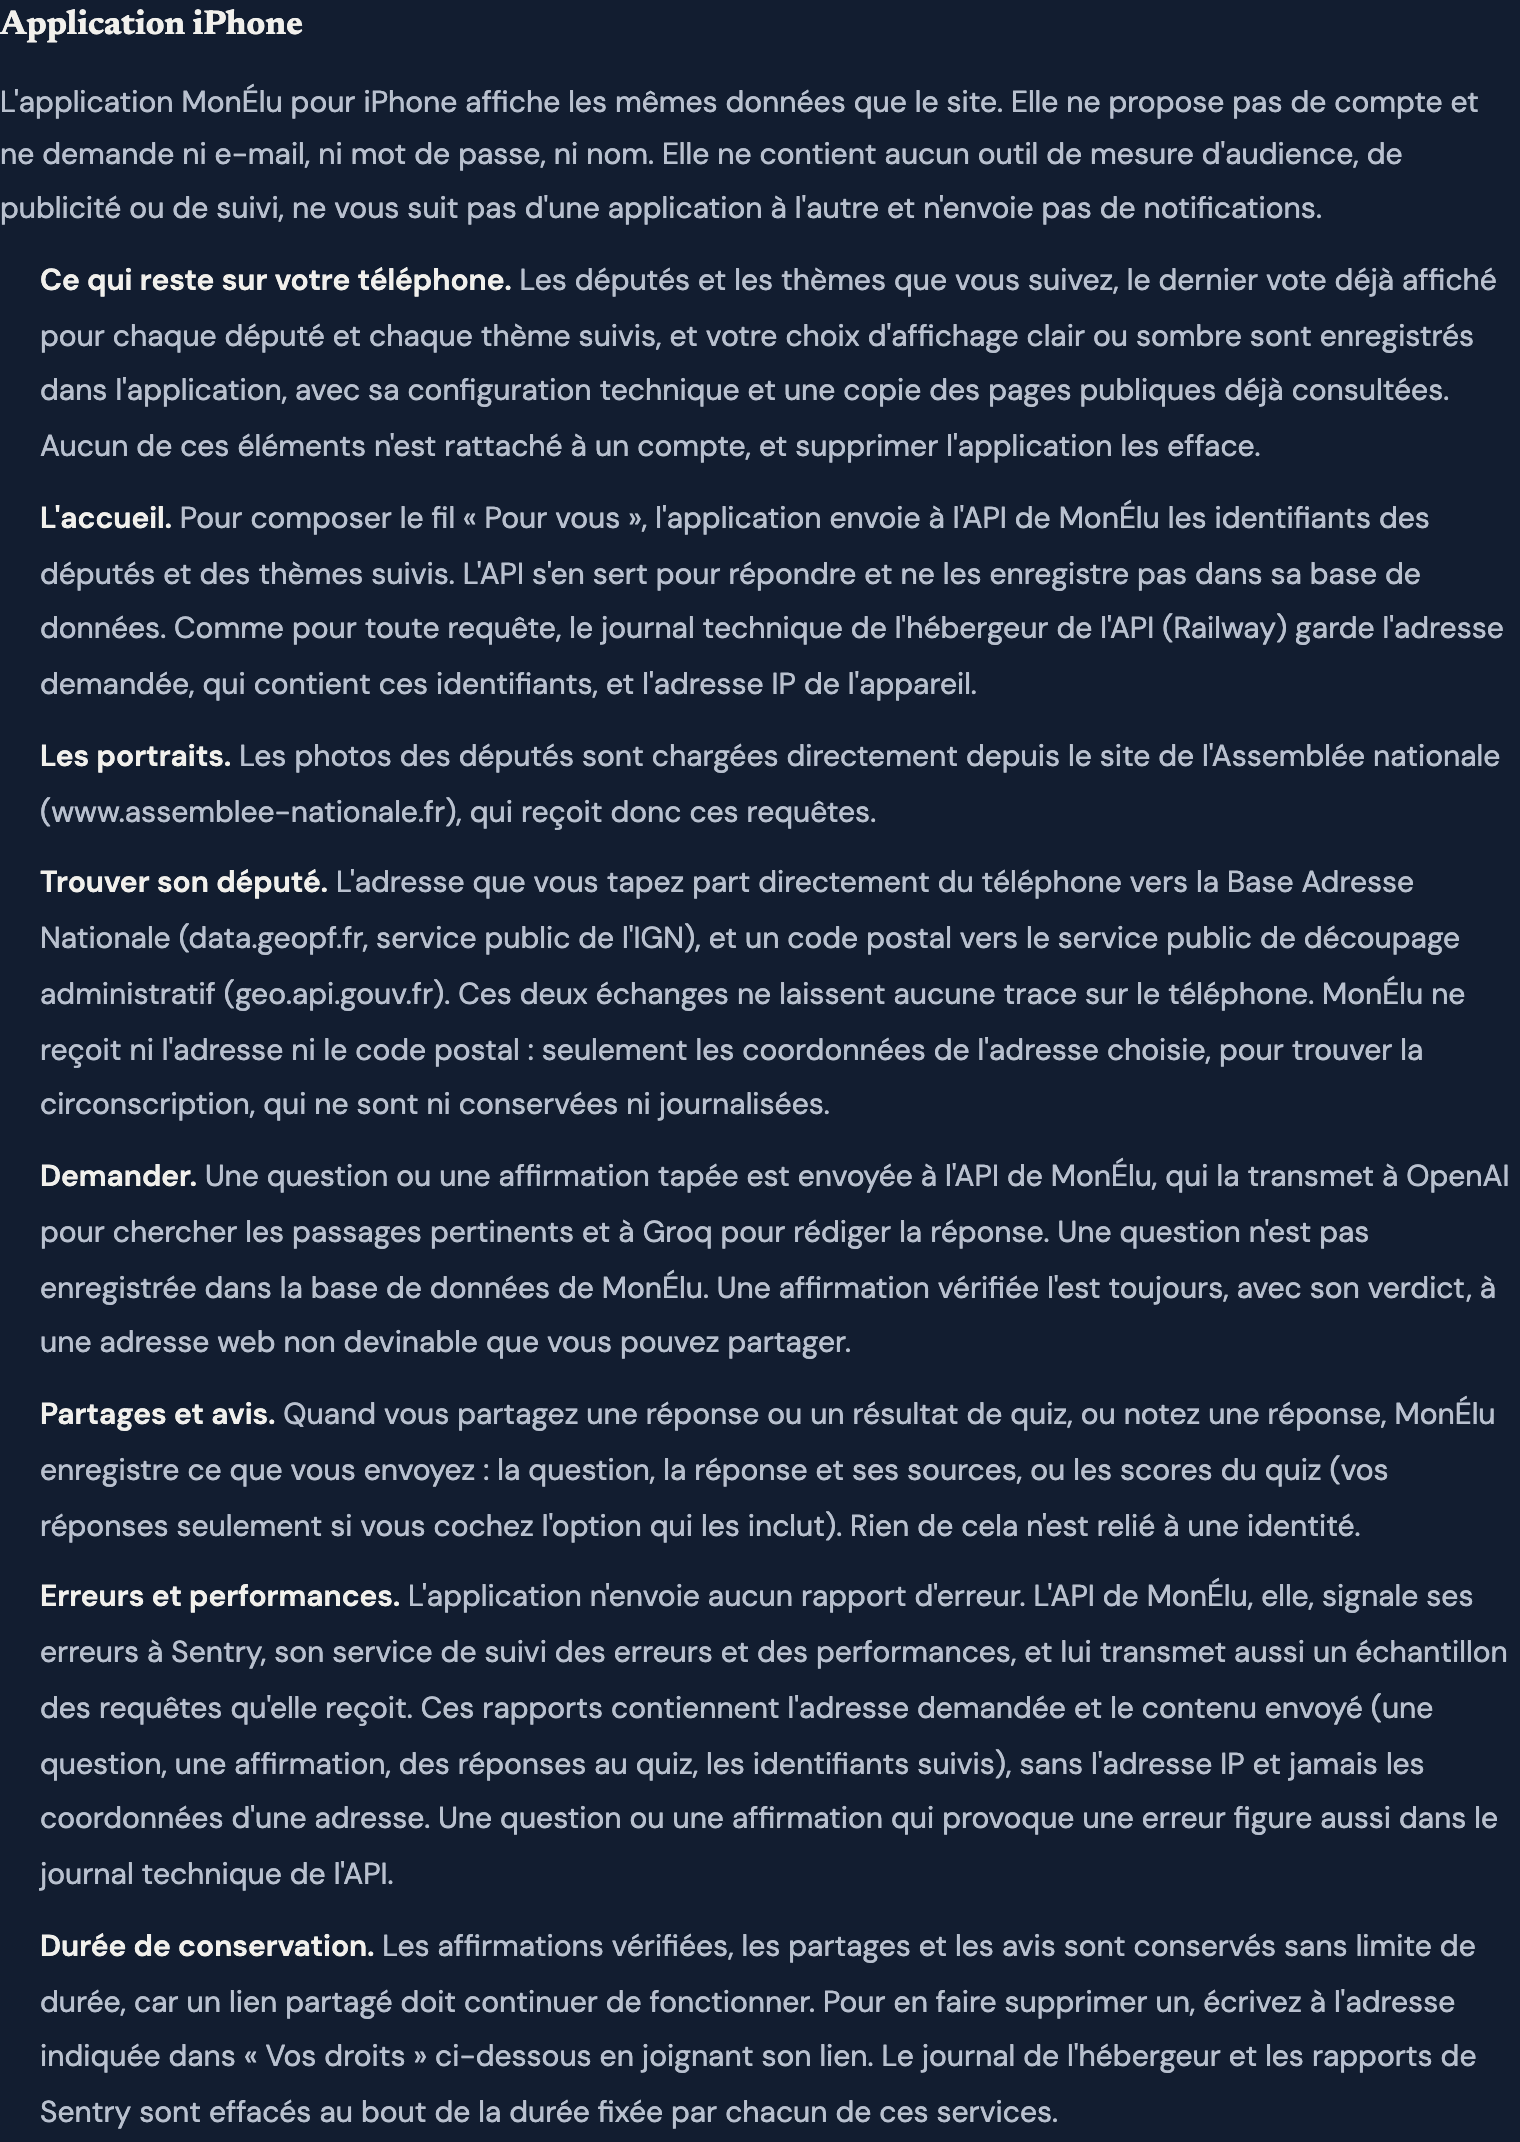 Application iPhone
L'application MonÉlu pour iPhone affiche les mêmes données que le site. Elle ne propose pas de compte et
ne demande ni e-mail, ni mot de passe, ni nom. Elle ne contient aucun outil de mesure d'audience, de
publicité ou de suivi, ne vous suit pas d'une application à l'autre et n'envoie pas de notifications.
Ce qui reste sur votre téléphone. Les députés et les thèmes que vous suivez, le dernier vote déjà affiché
pour chaque député et chaque thème suivis, et votre choix d'affichage clair ou sombre sont enregistrés
dans l'application, avec sa configuration technique et une copie des pages publiques déjà consultées.
Aucun de ces éléments n'est rattaché à un compte, et supprimer l'application les efface.
L'accueil. Pour composer le fil « Pour vous », l'application envoie à l'API de MonÉlu les identifiants des
députés et des thèmes suivis. L'API s'en sert pour répondre et ne les enregistre pas dans sa base de
données. Comme pour toute requête, le journal technique de l'hébergeur de l'API (Railway) garde l'adresse
demandée, qui contient ces identifiants, et l'adresse IP de l'appareil.
Les portraits. Les photos des députés sont chargées directement depuis le site de l'Assemblée nationale
(www.assemblee-nationale.fr), qui reçoit donc ces requêtes.
Trouver son député. L'adresse que vous tapez part directement du téléphone vers la Base Adresse
Nationale (data.geopf.fr, service public de l'IGN), et un code postal vers le service public de découpage
administratif (geo.api.gouv.fr). Ces deux échanges ne laissent aucune trace sur le téléphone. MonÉlu ne
reçoit ni l'adresse ni le code postal : seulement les coordonnées de l'adresse choisie, pour trouver la
circonscription, qui ne sont ni conservées ni journalisées.
Demander. Une question ou une affirmation tapée est envoyée à l'API de MonÉlu, qui la transmet à OpenAI
pour chercher les passages pertinents et à Groq pour rédiger la réponse. Une question n'est pas
enregistrée dans la base de données de MonÉlu. Une affirmation vérifiée l'est toujours, avec son verdict, à
une adresse web non devinable que vous pouvez partager.
Partages et avis. Quand vous partagez une réponse ou un résultat de quiz, ou notez une réponse, MonÉlu
enregistre ce que vous envoyez : la question, la réponse et ses sources, ou les scores du quiz (vos
réponses seulement si vous cochez l'option qui les inclut). Rien de cela n'est relié à une identité.
Erreurs et performances. L'application n'envoie aucun rapport d'erreur. L'API de MonÉlu, elle, signale ses
erreurs à Sentry, son service de suivi des erreurs et des performances, et lui transmet aussi un échantillon
des requêtes qu'elle reçoit. Ces rapports contiennent l'adresse demandée et le contenu envoyé (une
question, une affirmation, des réponses au quiz, les identifiants suivis), sans l'adresse IP et jamais les
coordonnées d'une adresse. Une question ou une affirmation qui provoque une erreur figure aussi dans le
journal technique de l'API.
Durée de conservation. Les affirmations vérifiées, les partages et les avis sont conservés sans limite de
durée, car un lien partagé doit continuer de fonctionner. Pour en faire supprimer un, écrivez à l'adresse
indiquée dans « Vos droits » ci-dessous en joignant son lien. Le journal de l'hébergeur et les rapports de
Sentry sont effacés au bout de la durée fixée par chacun de ces services.